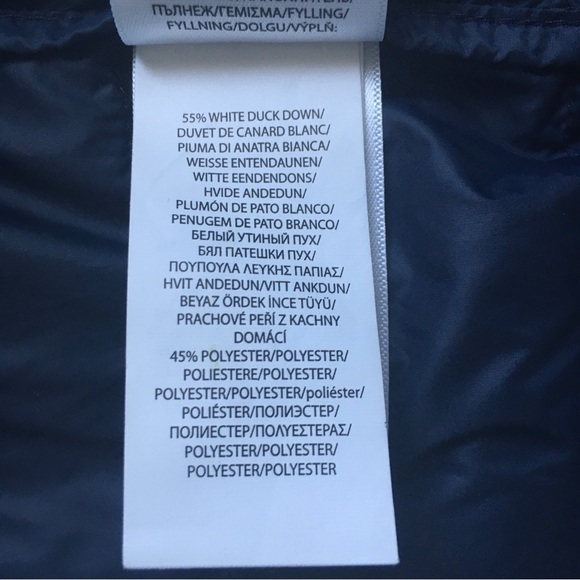 ПЪЛНЕЖ/ΓΕΜΙΣΜΑ/FYLLING/
FYLLNING/DOLGU/VÝPLŇ:
55% WHITE DUCK DOWN/
DUVET DE CANARD BLANC/
PIUMA DI ANATRA BIANCA/
WEISSE ENTENDAUNEN/
WITTE EENDENDONS/
HVIDE ANDEDUN/
PLUMÓN DE PATO BLANCO/
PENUGEM DE PATO BRANCO/
БЕЛЫЙ УТИНЫЙ ПУХ/
БЯЛ ПАТЕШКИ ПУХ/
ΠΟΥΠΟΥΛΑ ΛΕΥΚΗΣ ΠΑΠΙΑΣ/
HVIT ANDEDUN/VITT ANKDUN/
BEYAZ ÖRDEK İNCE TÜYÜ/
PRACHOVÉ PEŘÍ Z KACHNY
DOMÁCÍ
45% POLYESTER/POLYESTER/
POLIESTERE/POLYESTER/
POLYESTER/POLYESTER/poliéster/
POLIÉSTER/ПОЛИЭСТЕР/
ПОЛИЕСТЕР/ΠΟΛΥΕΣΤΕΡΑΣ/
POLYESTER/POLYESTER/
POLYESTER/POLYESTER